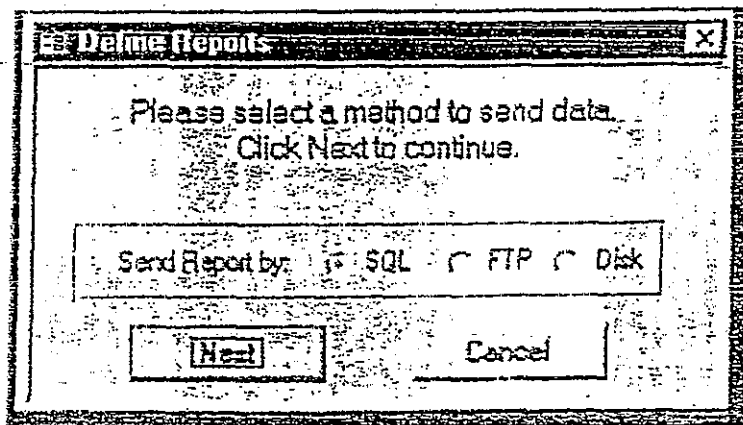 Define Reports
Please select a method to send data.
Click Next to continue.
Send Report by: SQL FTP Disk
Next Cancel